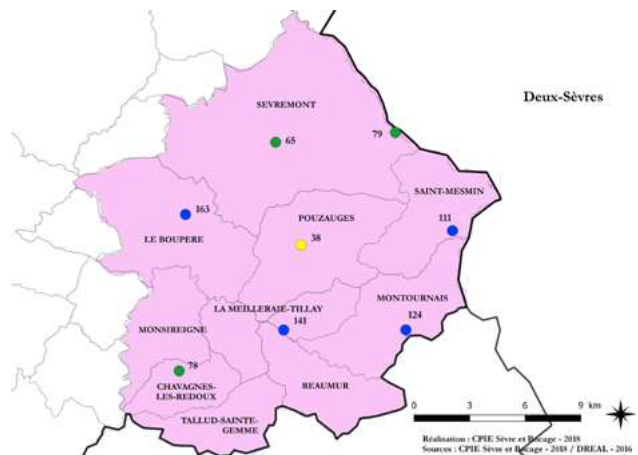 Deux-Sèvres
SEVREMONT
65
79
SAINT-MESMIN
163
POUZAUGES
111
LE BOUPERE
38
LA MEILLERAIE-TILLAY
MONTOURNAIS
MONSIREIGNE
141
124
78
CHAVAGNES-
LES-REDOUX
REAUMUR
TALLUD-SAINTE-
GEMME
0 3 6 9 km
Réalisation : CPIE Sèvre et Bocage - 2018
Sources : CPIE Sèvre et Bocage - 2018 / DREAL - 2016